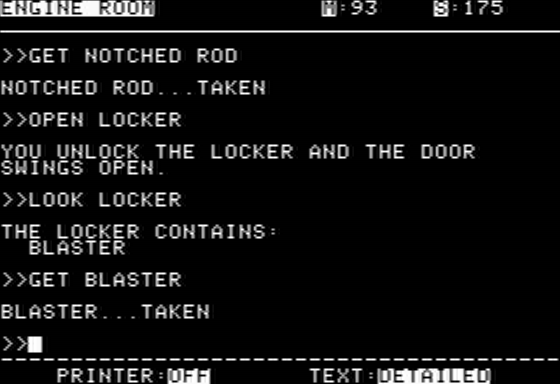 ENGINE ROOM M:93 S:175
>>GET NOTCHED ROD
NOTCHED ROD...TAKEN
>>OPEN LOCKER
YOU UNLOCK THE LOCKER AND THE DOOR
SWINGS OPEN.
>>LOOK LOCKER
THE LOCKER CONTAINS:
BLASTER
>>GET BLASTER
BLASTER...TAKEN
>>
PRINTER:OFF TEXT:DETAILED